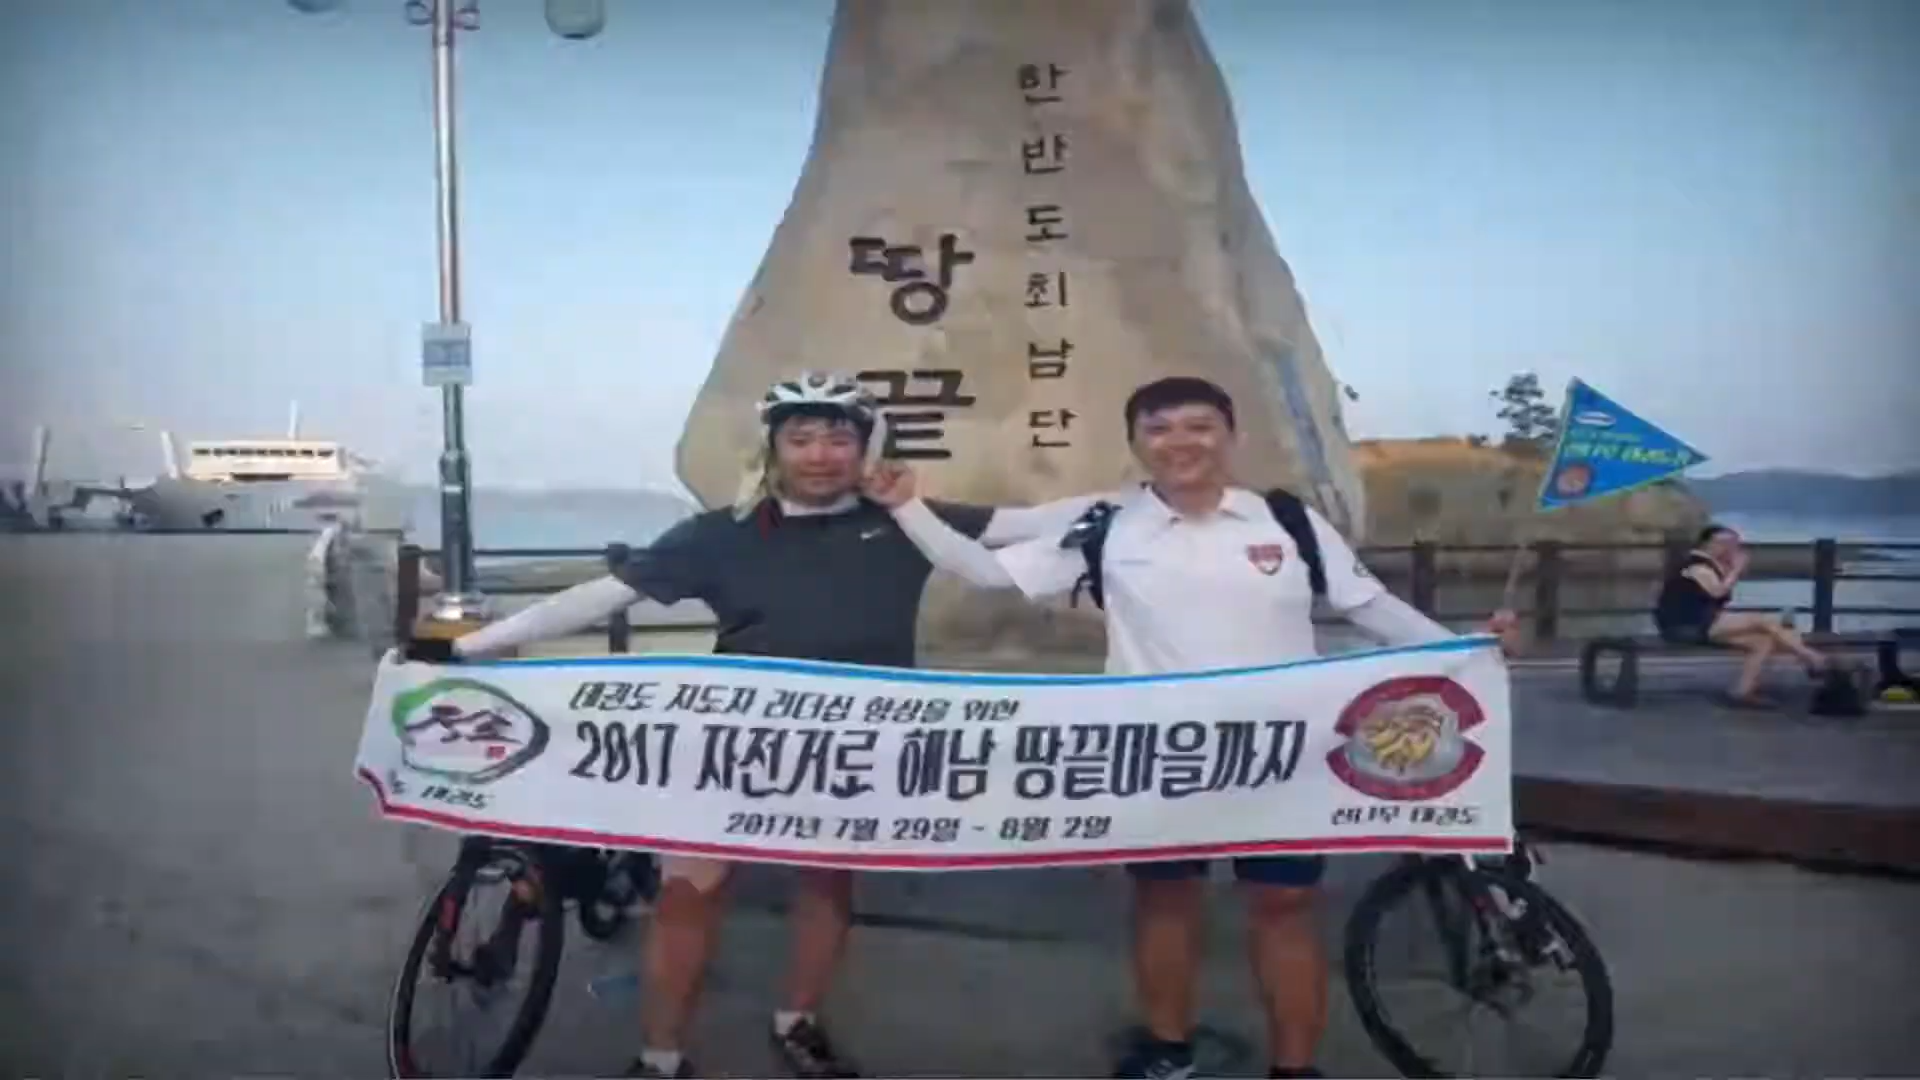 한반도최남단
땅끝
태권도 지도자 리더십 향상을 위한
2017 자전거로 해남 땅끝마을까지
2017년 7월 29일 - 8월 2일
태권도
태권도